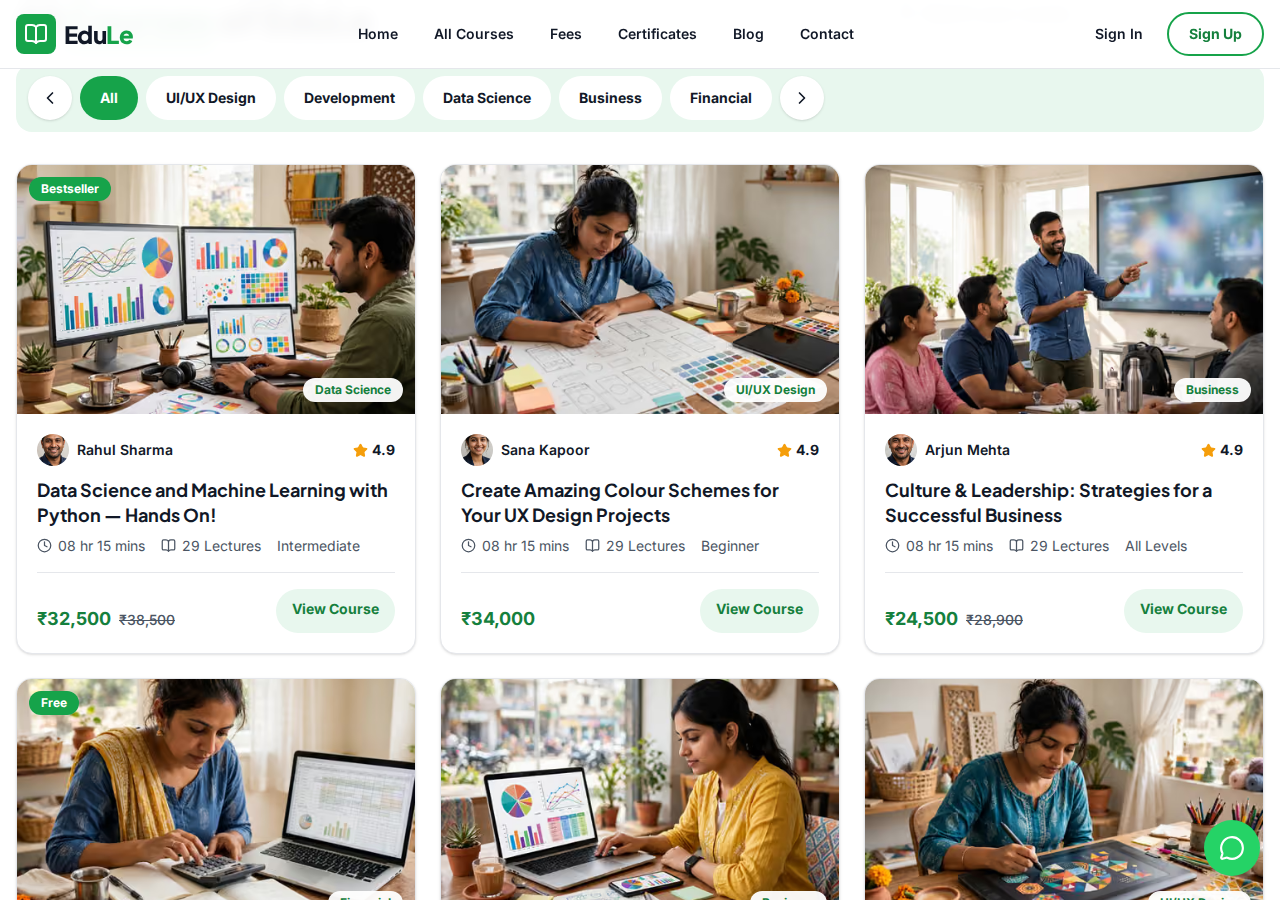 EduLe
Home
All Courses
Fees
Certificates
Blog
Contact
Sign In
Sign Up
All
UI/UX Design
Development
Data Science
Business
Financial
Bestseller
Data Science
Rahul Sharma
4.9
Data Science and Machine Learning with
Python — Hands On!
08 hr 15 mins
29 Lectures
Intermediate
₹32,500 ₹38,500
View Course
UI/UX Design
Sana Kapoor
4.9
Create Amazing Colour Schemes for
Your UX Design Projects
08 hr 15 mins
29 Lectures
Beginner
₹34,000
View Course
Business
Arjun Mehta
4.9
Culture & Leadership: Strategies for a
Successful Business
08 hr 15 mins
29 Lectures
All Levels
₹24,500 ₹28,900
View Course
Free